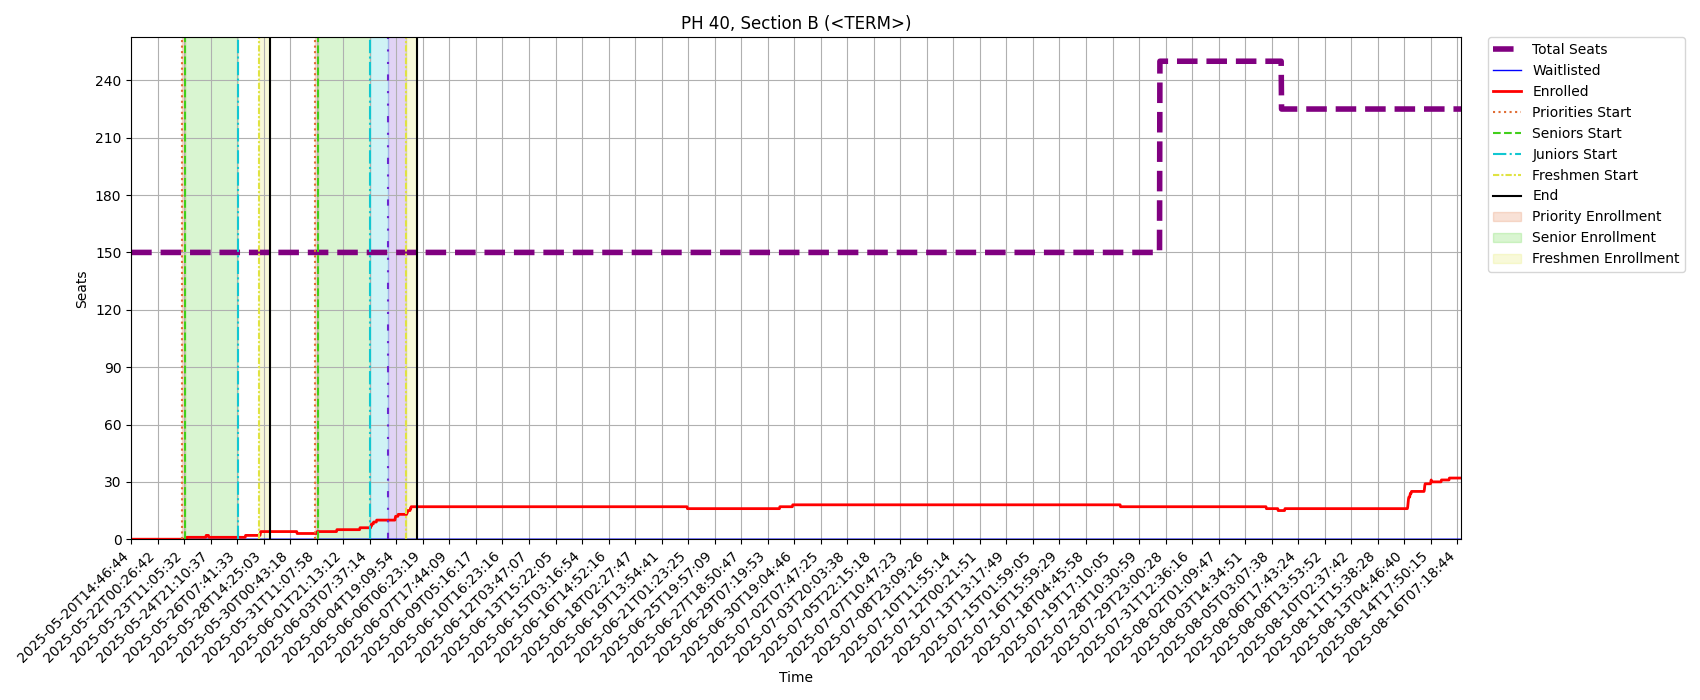 PH 40, Section B (<TERM>)
Total Seats
Waitlisted
Enrolled
Priorities Start
Seniors Start
Juniors Start
Freshmen Start
End
Priority Enrollment
Senior Enrollment
Freshmen Enrollment
Seats
240
210
180
150
120
90
60
30
0
2025-05-20T14:46:44
2025-05-22T00:26:42
2025-05-23T11:05:32
2025-05-24T21:10:37
2025-05-26T07:41:33
2025-05-28T14:25:03
2025-05-30T00:43:18
2025-05-31T11:07:58
2025-06-01T21:13:12
2025-06-03T07:37:14
2025-06-04T19:09:54
2025-06-06T06:23:19
2025-06-07T17:44:09
2025-06-09T05:16:17
2025-06-10T16:23:16
2025-06-12T03:47:07
2025-06-13T15:22:05
2025-06-15T03:16:54
2025-06-16T14:52:16
2025-06-18T02:27:47
2025-06-19T13:54:41
2025-06-21T01:23:25
2025-06-25T19:57:09
2025-06-27T18:50:47
2025-06-29T07:19:53
2025-06-30T19:04:46
2025-07-02T07:47:25
2025-07-03T20:03:38
2025-07-05T22:15:18
2025-07-07T10:47:23
2025-07-08T23:09:26
2025-07-10T11:55:14
2025-07-12T00:21:51
2025-07-13T13:17:49
2025-07-15T01:59:05
2025-07-16T15:59:29
2025-07-18T04:45:58
2025-07-19T17:10:05
2025-07-28T10:30:59
2025-07-29T23:00:28
2025-07-31T12:36:16
2025-08-02T01:09:47
2025-08-03T14:34:51
2025-08-05T03:07:38
2025-08-06T17:43:24
2025-08-08T13:53:52
2025-08-10T02:37:42
2025-08-11T15:38:28
2025-08-13T04:46:40
2025-08-14T17:50:15
2025-08-16T07:18:44
Time